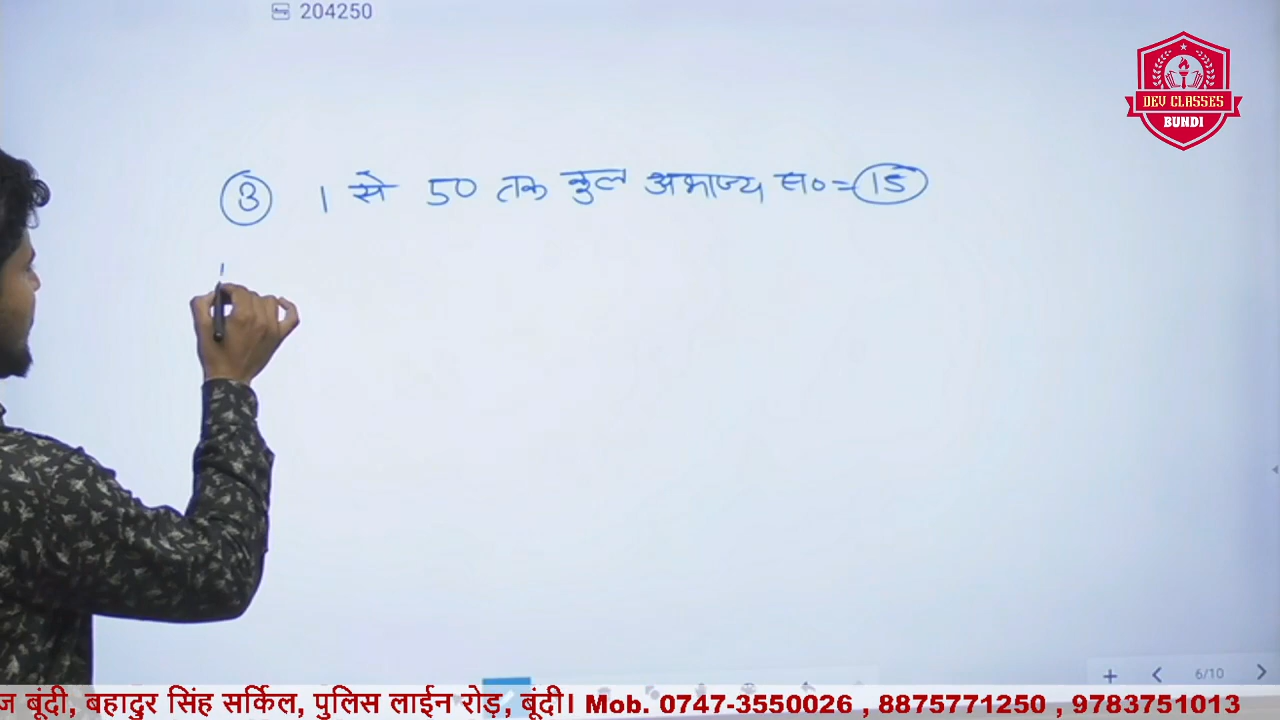 204250
DEV CLASSES
BUNDI
③ 1 से 50 तक कुल अभाज्य सं०=15
6/10
ज बूंदी, बहादुर सिंह सर्किल, पुलिस लाईन रोड़, बूंदी। Mob. 0747-3550026 , 8875771250 , 9783751013